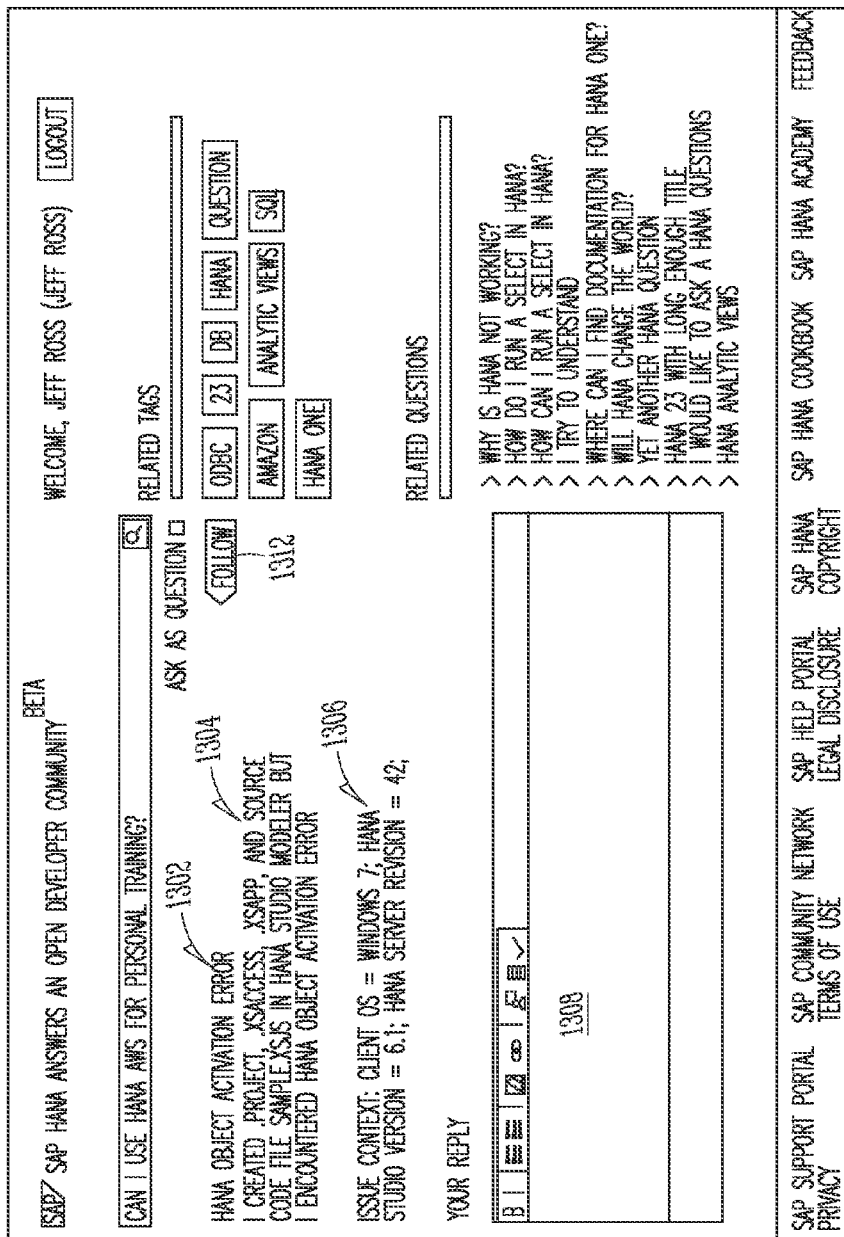 SAP SAP HANA ANSWERS AN OPEN DEVELOPER COMMUNITY BETA
WELCOME, JEFF ROSS (JEFF ROSS) LOGOUT
CAN I USE HANA AWS FOR PERSONAL TRAINING?
ASK AS QUESTION
1302
HANA OBJECT ACTIVATION ERROR
FOLLOW
1312
1304
I CREATED .PROJECT, .XSACCESS, .XSAPP, AND SOURCE
CODE FILE SAMPLE.XSJS IN HANA STUDIO MODELER BUT
I ENCOUNTERED HANA OBJECT ACTIVATION ERROR
1306
ISSUE CONTEXT: CLIENT OS = WINDOWS 7; HANA
STUDIO VERSION = 6.1; HANA SERVER REVISION = 42;
YOUR REPLY
B I
1308
RELATED TAGS
ODBC 23 DB HANA QUESTION
AMAZON ANALYTIC VIEWS SQL
HANA ONE
RELATED QUESTIONS
> WHY IS HANA NOT WORKING?
> HOW DO I RUN A SELECT IN HANA?
> HOW CAN I RUN A SELECT IN HANA?
> I TRY TO UNDERSTAND
> WHERE CAN I FIND DOCUMENTATION FOR HANA ONE?
> WILL HANA CHANGE THE WORLD?
> YET ANOTHER HANA QUESTION
> HANA 23 WITH LONG ENOUGH TITLE
> I WOULD LIKE TO ASK A HANA QUESTIONS
> HANA ANALYTIC VIEWS
SAP SUPPORT PORTAL SAP COMMUNITY NETWORK SAP HELP PORTAL SAP HANA SAP HANA COOKBOOK SAP HANA ACADEMY FEEDBACK
PRIVACY TERMS OF USE LEGAL DISCLOSURE COPYRIGHT